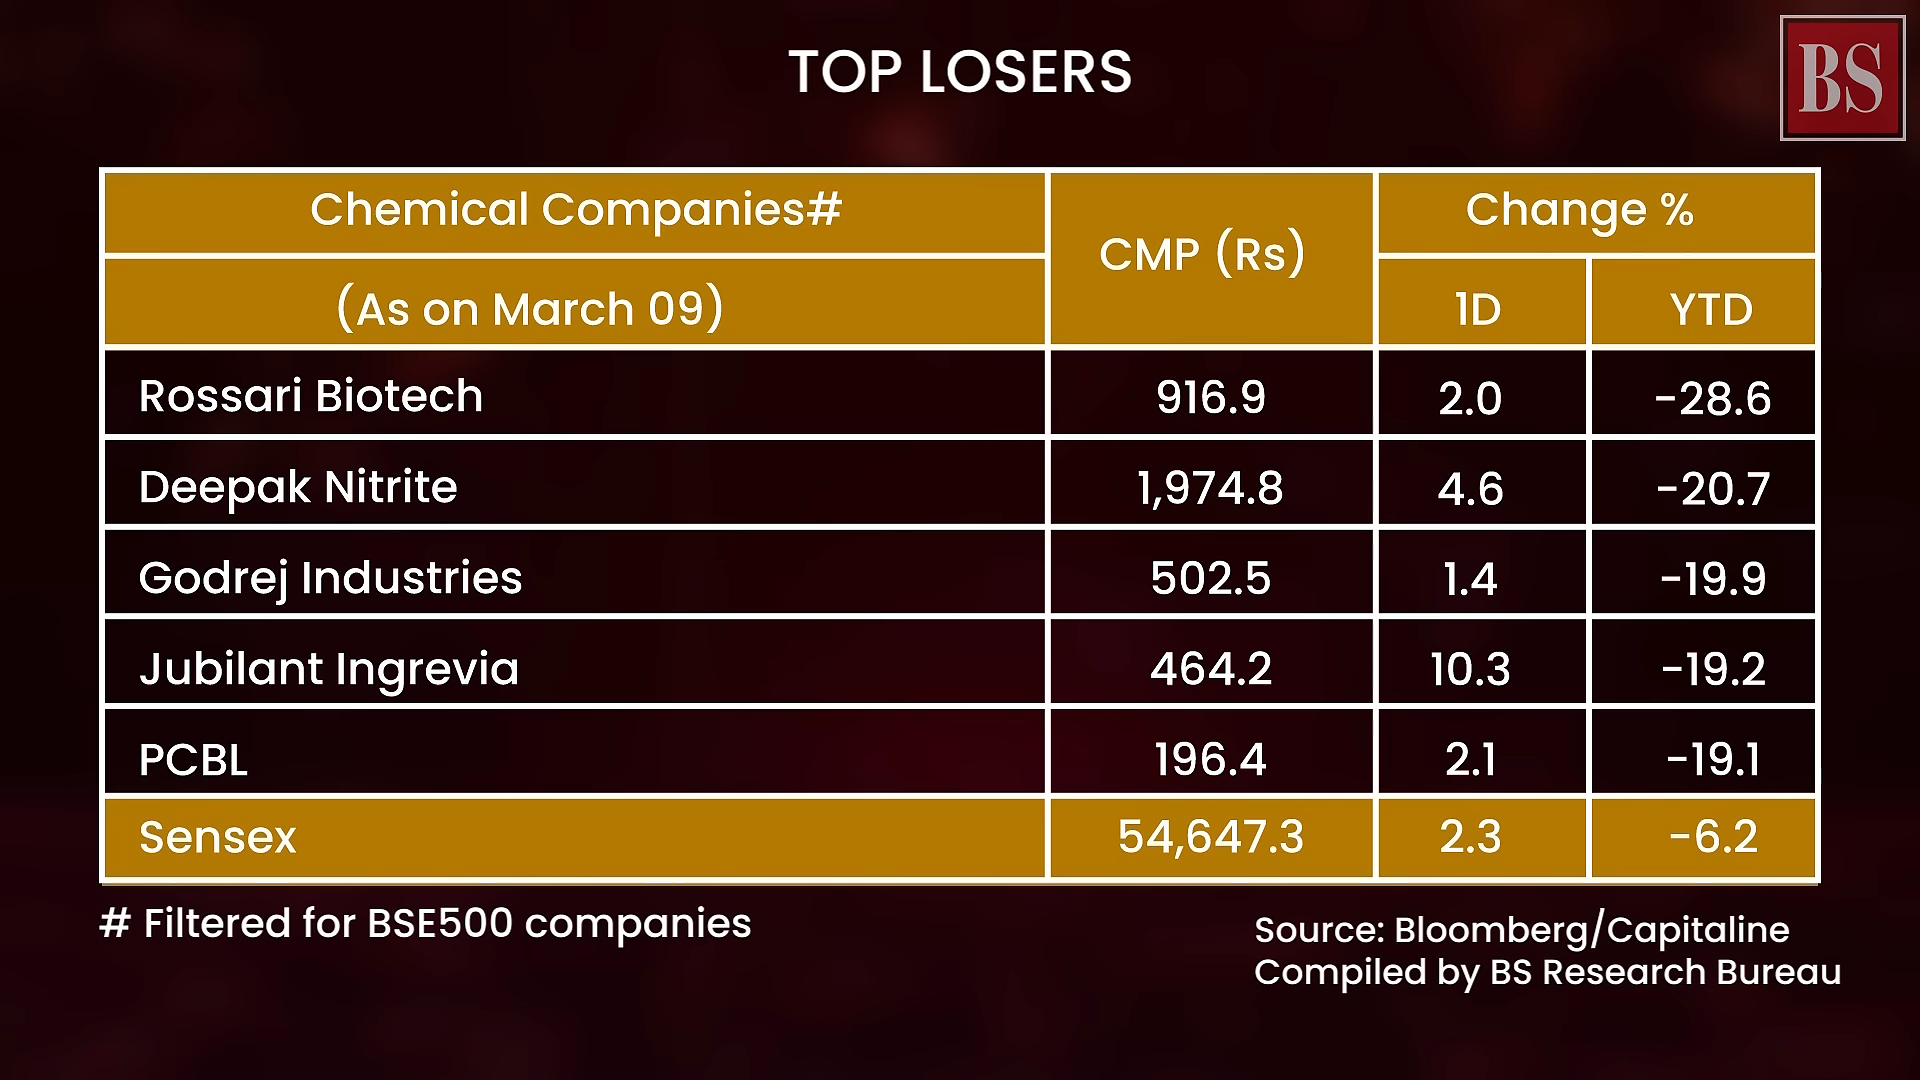 TOP LOSERS
BS
Chemical Companies# CMP (Rs) Change %
(As on March 09) 1D YTD
Rossari Biotech 916.9 2.0 -28.6
Deepak Nitrite 1,974.8 4.6 -20.7
Godrej Industries 502.5 1.4 -19.9
Jubilant Ingrevia 464.2 10.3 -19.2
PCBL 196.4 2.1 -19.1
Sensex 54,647.3 2.3 -6.2
# Filtered for BSE500 companies
Source: Bloomberg/Capitaline
Compiled by BS Research Bureau